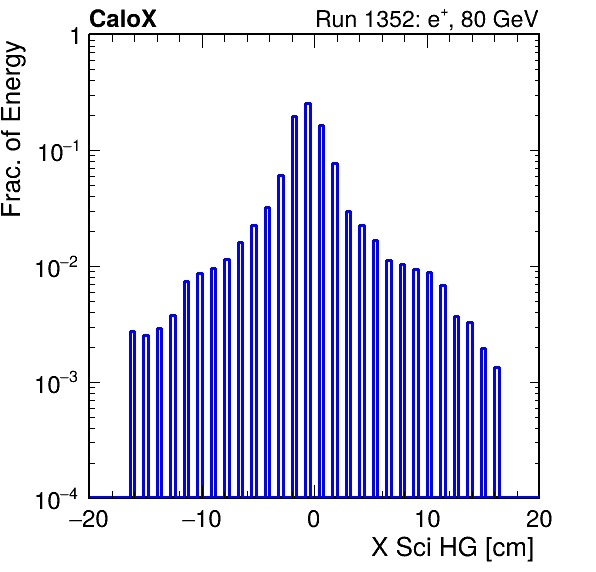 CaloX Run 1352: e⁺, 80 GeV
Frac. of Energy
1
10⁻¹
10⁻²
10⁻³
10⁻⁴
−20 −10 0 10 20
X Sci HG [cm]